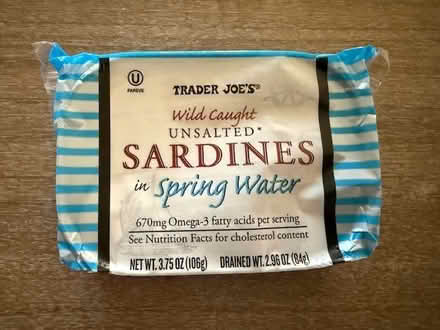 U
PAREVE
TRADER JOE'S®
Wild Caught
UNSALTED*
SARDINES
in Spring Water
670mg Omega-3 fatty acids per serving
See Nutrition Facts for cholesterol content
NET WT. 3.75 OZ (106g) DRAINED WT. 2.96 OZ (84g)